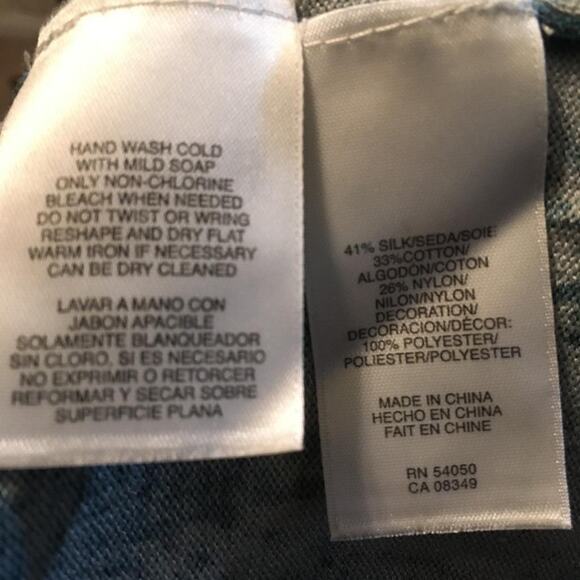 HAND WASH COLD
WITH MILD SOAP
ONLY NON-CHLORINE
BLEACH WHEN NEEDED
DO NOT TWIST OR WRING
RESHAPE AND DRY FLAT
WARM IRON IF NECESSARY
CAN BE DRY CLEANED
LAVAR A MANO CON
JABON APACIBLE
SOLAMENTE BLANQUEADOR
SIN CLORO, SI ES NECESARIO
NO EXPRIMIR O RETORCER
REFORMAR Y SECAR SOBRE
SUPERFICIE PLANA
41% SILK/SEDA/SOIE
33%COTTON/
ALGODON/COTON
26% NYLON/
NILON/NYLON
DECORATION/
DECORACION/DÉCOR:
100% POLYESTER/
POLIESTER/POLYESTER
MADE IN CHINA
HECHO EN CHINA
FAIT EN CHINE
RN 54050
CA 08349